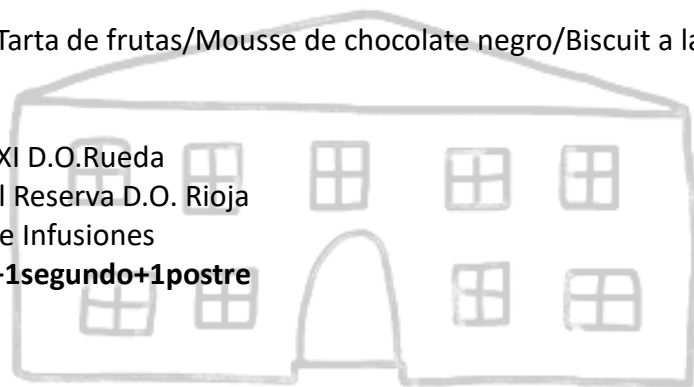 Tarta de frutas/Mousse de chocolate negro/Biscuit a la
XI D.O.Rueda
l Reserva D.O. Rioja
e Infusiones
+1segundo+1postre